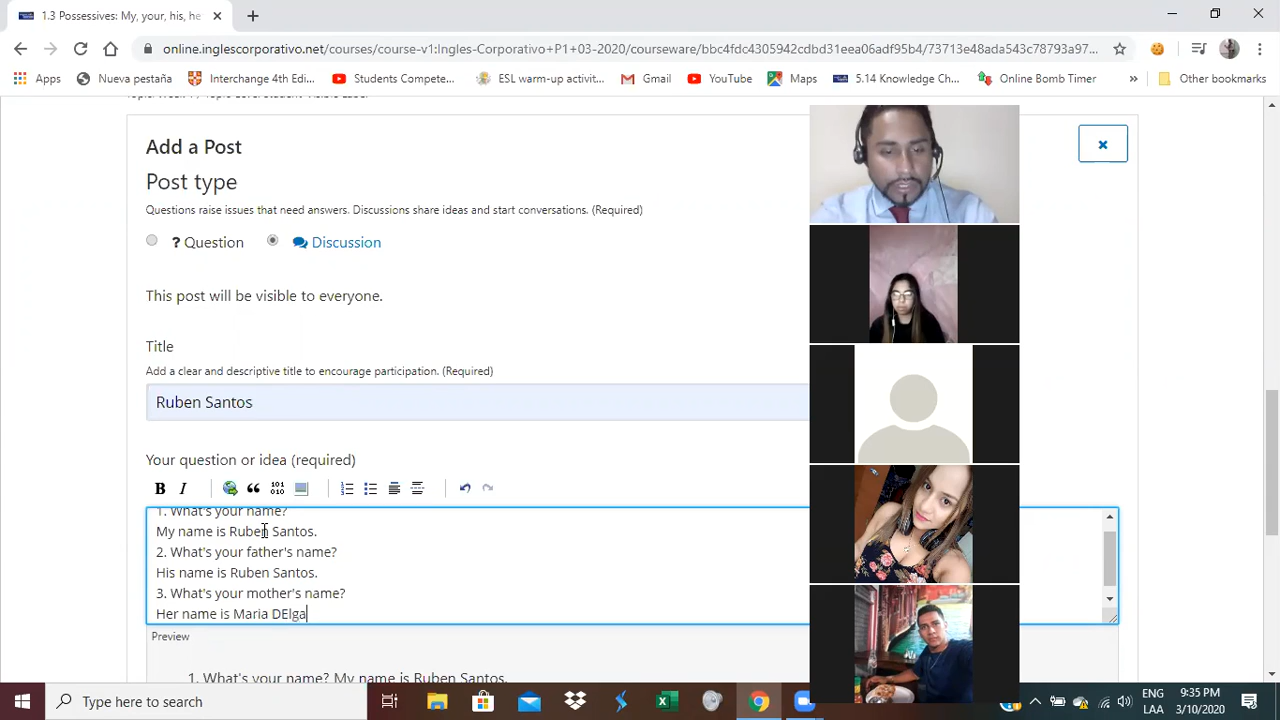 1.3 Possessives: My, your, his, he
online.inglescorporativo.net/courses/course-v1:Ingles-Corporativo+P1+03-2020/courseware/bbc4fdc4305942cdbd31eea06adf95b4/73713e48ada543c78793a97...
Apps
Nueva pestaña
Interchange 4th Edi...
Students Compete...
ESL warm-up activit...
Gmail
YouTube
Maps
5.14 Knowledge Ch...
Online Bomb Timer
»
Other bookmarks
Add a Post
Post type
Questions raise issues that need answers. Discussions share ideas and start conversations. (Required)
? Question
Discussion
This post will be visible to everyone.
Title
Add a clear and descriptive title to encourage participation. (Required)
Ruben Santos
Your question or idea (required)
1. What's your name?
My name is Ruben Santos.
2. What's your father's name?
His name is Ruben Santos.
3. What's your mother's name?
Her name is Maria DElga
Preview
1. What's your name? My name is Ruben Santos.
Type here to search
ENG
LAA
9:35 PM
3/10/2020